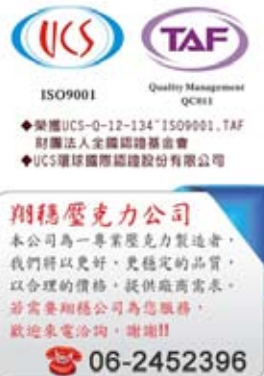 UCS
TAF
ISO9001
Quality Management
QC011
◆榮獲UCS-Q-12-134~ISO9001.TAF
財團法人全國認證基金會
◆UCS環球國際認證股份有限公司
翔穩壓克力公司
本公司為一專業壓克力製造者，
我們將以更好，更穩定的品質，
以合理的價格，提供廠商需求。
若需要翔穩公司為您服務，
歡迎來電洽詢，謝謝!!
06-2452396